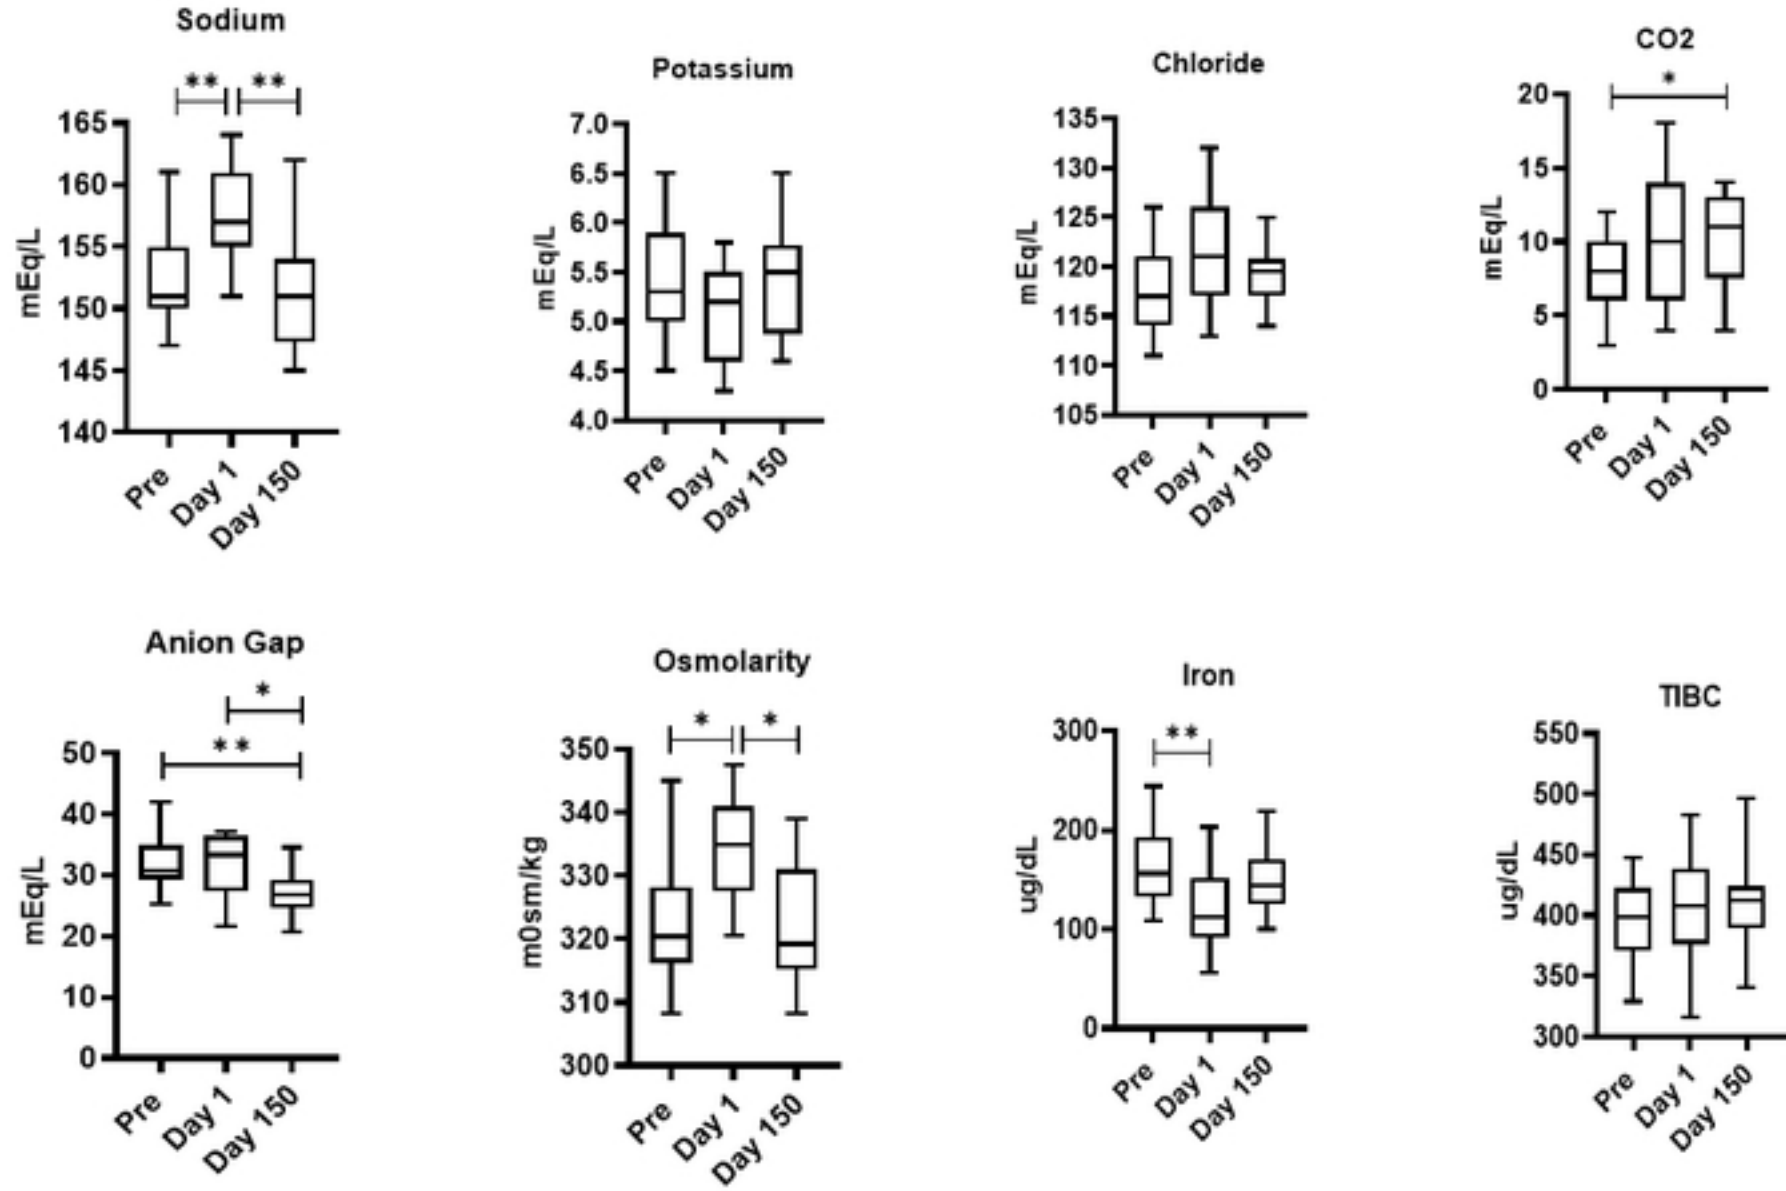 Sodium
** **
165
160
155
150
145
140
mEq/L
Pre
Day 1
Day 150
Potassium
7.0
6.5
6.0
5.5
5.0
4.5
4.0
mEq/L
Pre
Day 1
Day 150
Chloride
135
130
125
120
115
110
105
mEq/L
Pre
Day 1
Day 150
CO2
*
20
15
10
5
0
mEq/L
Pre
Day 1
Day 150
Anion Gap
*
**
50
40
30
20
10
0
mEq/L
Pre
Day 1
Day 150
Osmolarity
* *
350
340
330
320
310
300
m0sm/kg
Pre
Day 1
Day 150
Iron
**
300
200
100
0
ug/dL
Pre
Day 1
Day 150
TIBC
550
500
450
400
350
300
ug/dL
Pre
Day 1
Day 150